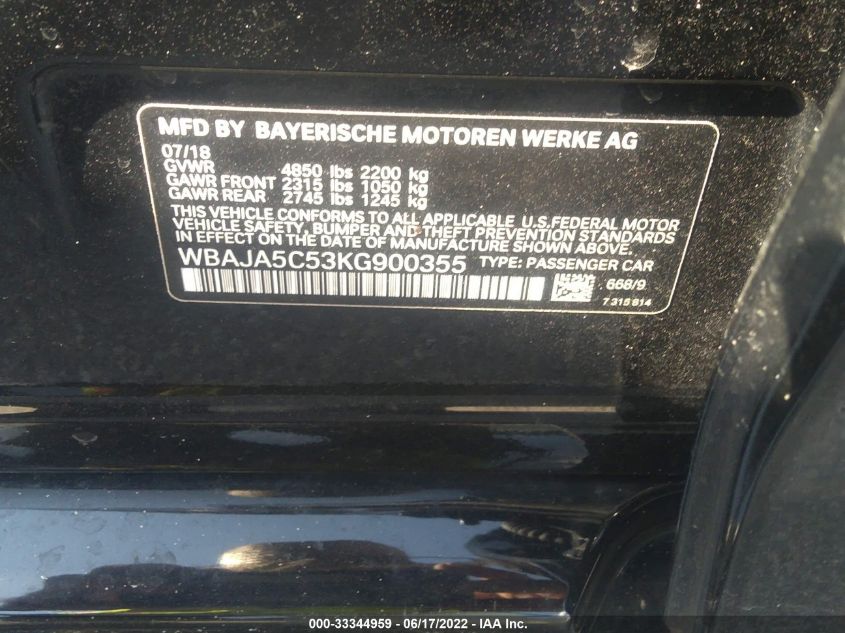 MFD BY BAYERISCHE MOTOREN WERKE AG
07/18
GVWR 4850 lbs 2200 kg
GAWR FRONT 2315 lbs 1050 kg
GAWR REAR 2745 lbs 1245 kg
THIS VEHICLE CONFORMS TO ALL APPLICABLE U.S.FEDERAL MOTOR
VEHICLE SAFETY, BUMPER AND THEFT PREVENTION STANDARDS
IN EFFECT ON THE DATE OF MANUFACTURE SHOWN ABOVE.
WBAJA5C53KG900355 TYPE: PASSENGER CAR
668/9
7 315 814
000-33344959 - 06/17/2022 - IAA Inc.